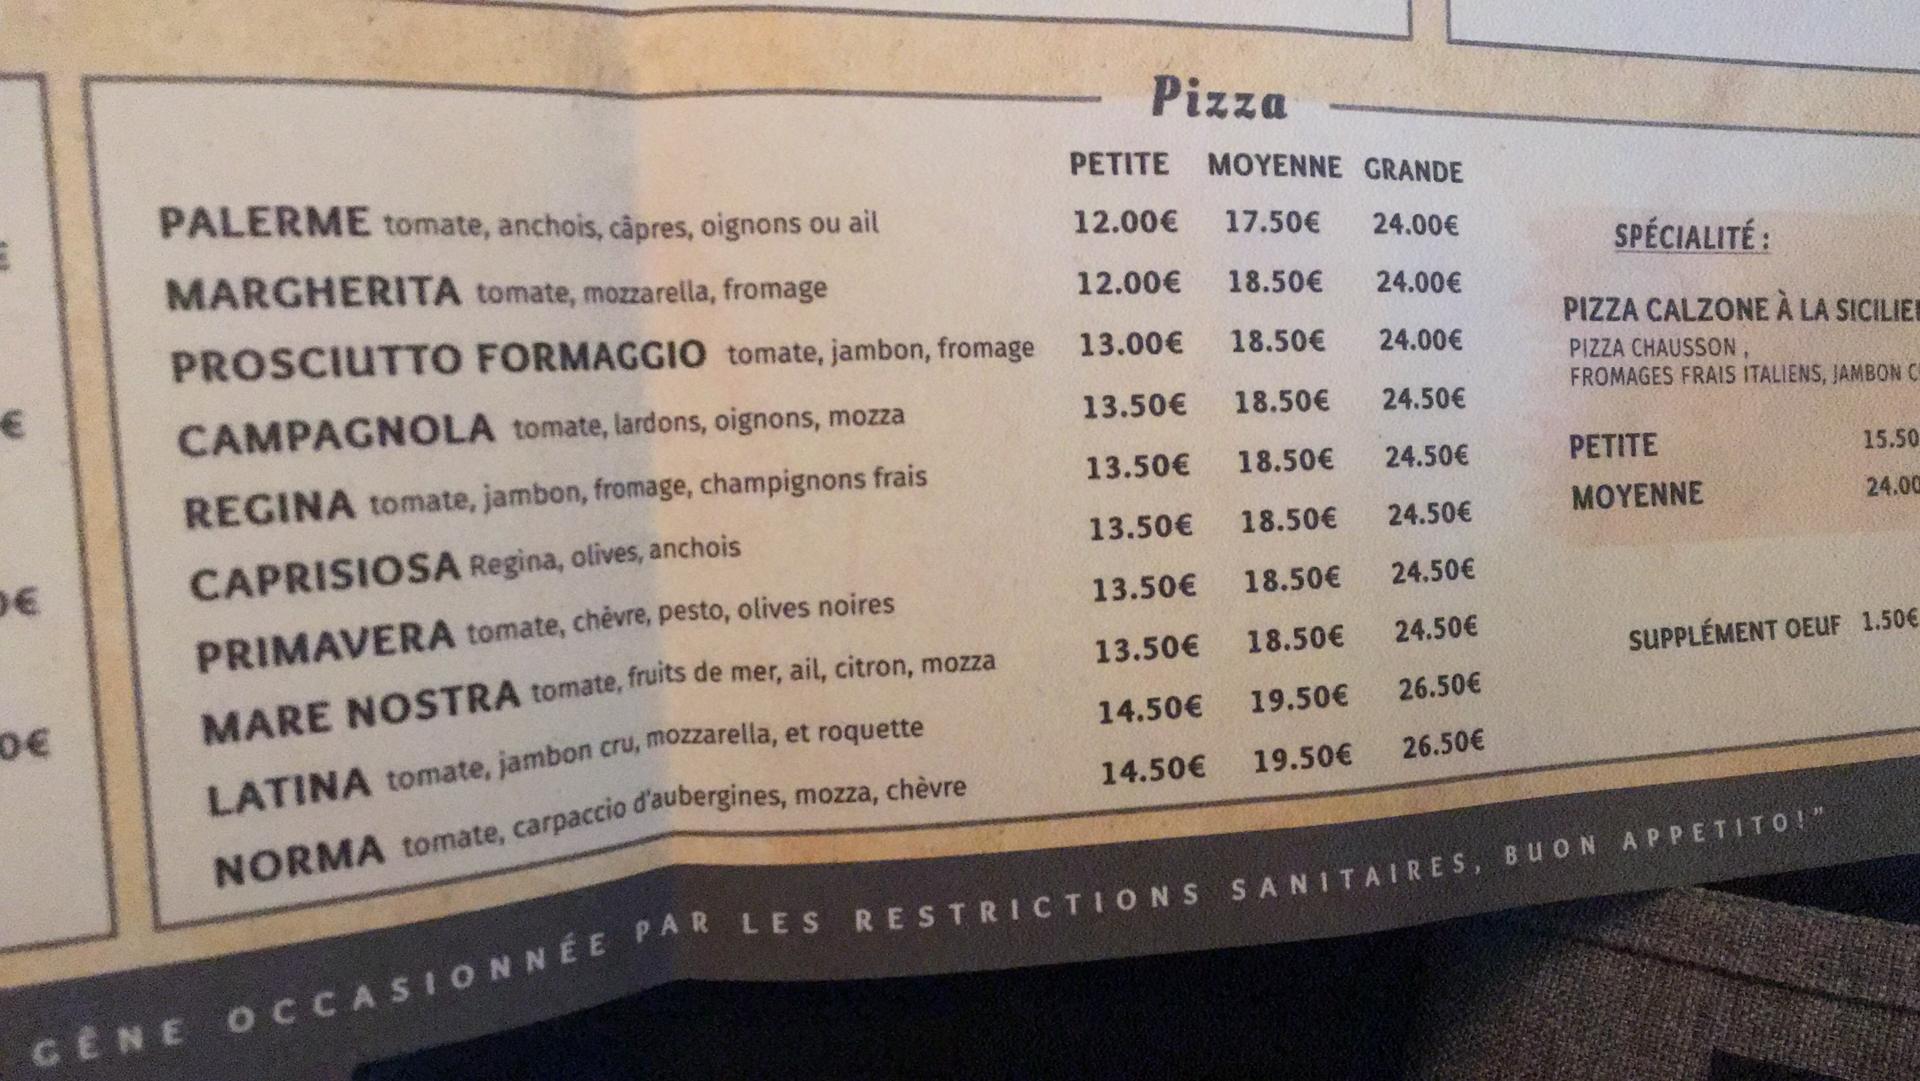 Pizza
PETITE MOYENNE GRANDE
PALERME tomate, anchois, câpres, oignons ou ail 12.00€ 17.50€ 24.00€
MARGHERITA tomate, mozzarella, fromage 12.00€ 18.50€ 24.00€
PROSCIUTTO FORMAGGIO tomate, jambon, fromage 13.00€ 18.50€ 24.00€
CAMPAGNOLA tomate, lardons, oignons, mozza 13.50€ 18.50€ 24.50€
REGINA tomate, jambon, fromage, champignons frais 13.50€ 18.50€ 24.50€
CAPRISIOSA Regina, olives, anchois 13.50€ 18.50€ 24.50€
PRIMAVERA tomate, chèvre, pesto, olives noires 13.50€ 18.50€ 24.50€
MARE NOSTRA tomate, fruits de mer, ail, citron, mozza 13.50€ 18.50€ 24.50€
LATINA tomate, jambon cru, mozzarella, et roquette 14.50€ 19.50€ 26.50€
NORMA tomate, carpaccio d'aubergines, mozza, chèvre 14.50€ 19.50€ 26.50€
SPÉCIALITÉ :
PIZZA CALZONE À LA
PIZZA CHAUSSON ,
FROMAGES FRAIS ITALIENS, JAMBON
PETITE 15.50
MOYENNE 24.00
SUPPLÉMENT OEUF 1.50€
GÊNE OCCASIONNÉE PAR LES RESTRICTIONS SANITAIRES, BUON APPETITO!"